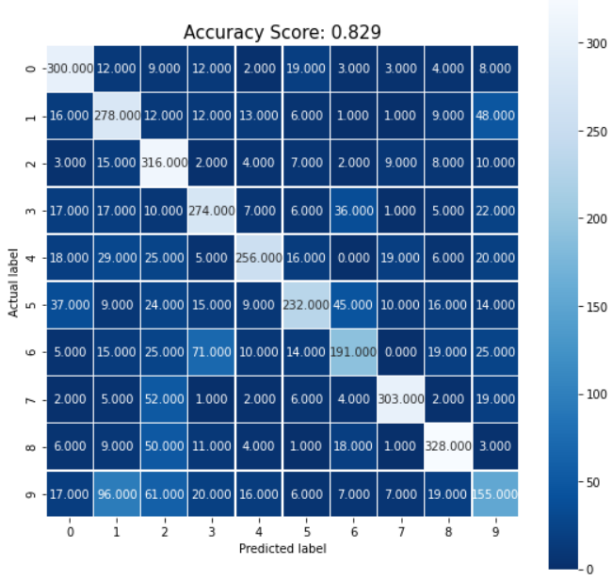 Accuracy Score: 0.829
0 300.000 12.000 9.000 12.000 2.000 19.000 3.000 3.000 4.000 8.000
1 16.000 278.000 12.000 12.000 13.000 6.000 1.000 1.000 9.000 48.000
2 3.000 15.000 316.000 2.000 4.000 7.000 2.000 9.000 8.000 10.000
3 17.000 17.000 10.000 274.000 7.000 6.000 36.000 1.000 5.000 22.000
4 18.000 29.000 25.000 5.000 256.000 16.000 0.000 19.000 6.000 20.000
5 37.000 9.000 24.000 15.000 9.000 232.000 45.000 10.000 16.000 14.000
6 5.000 15.000 25.000 71.000 10.000 14.000 191.000 0.000 19.000 25.000
7 2.000 5.000 52.000 1.000 2.000 6.000 4.000 303.000 2.000 19.000
8 6.000 9.000 50.000 11.000 4.000 1.000 18.000 1.000 328.000 3.000
9 17.000 96.000 61.000 20.000 16.000 6.000 7.000 7.000 19.000 155.000
0 1 2 3 4 5 6 7 8 9
Predicted label
Actual label
300
250
200
150
100
50
0